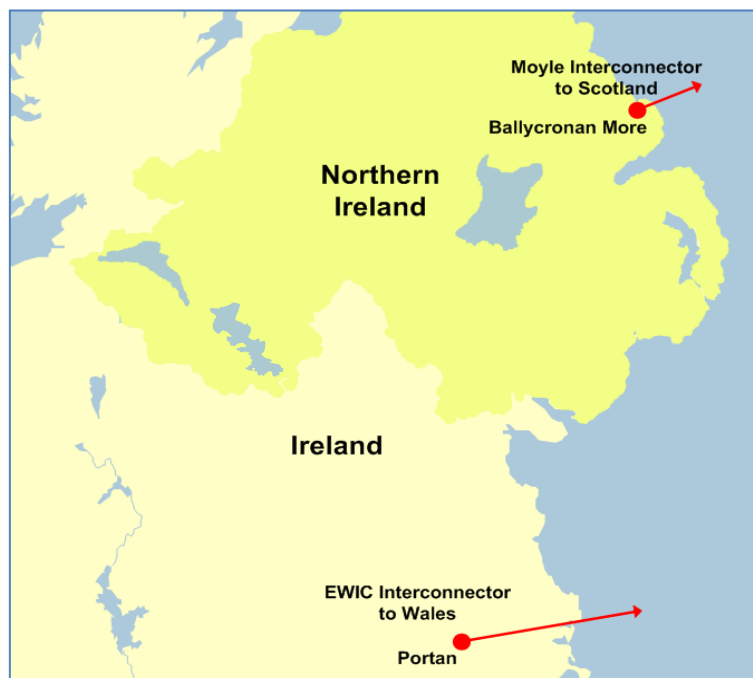 Moyle Interconnector
to Scotland
Ballycronan More
Northern
Ireland
Ireland
EWIC Interconnector
to Wales
Portan